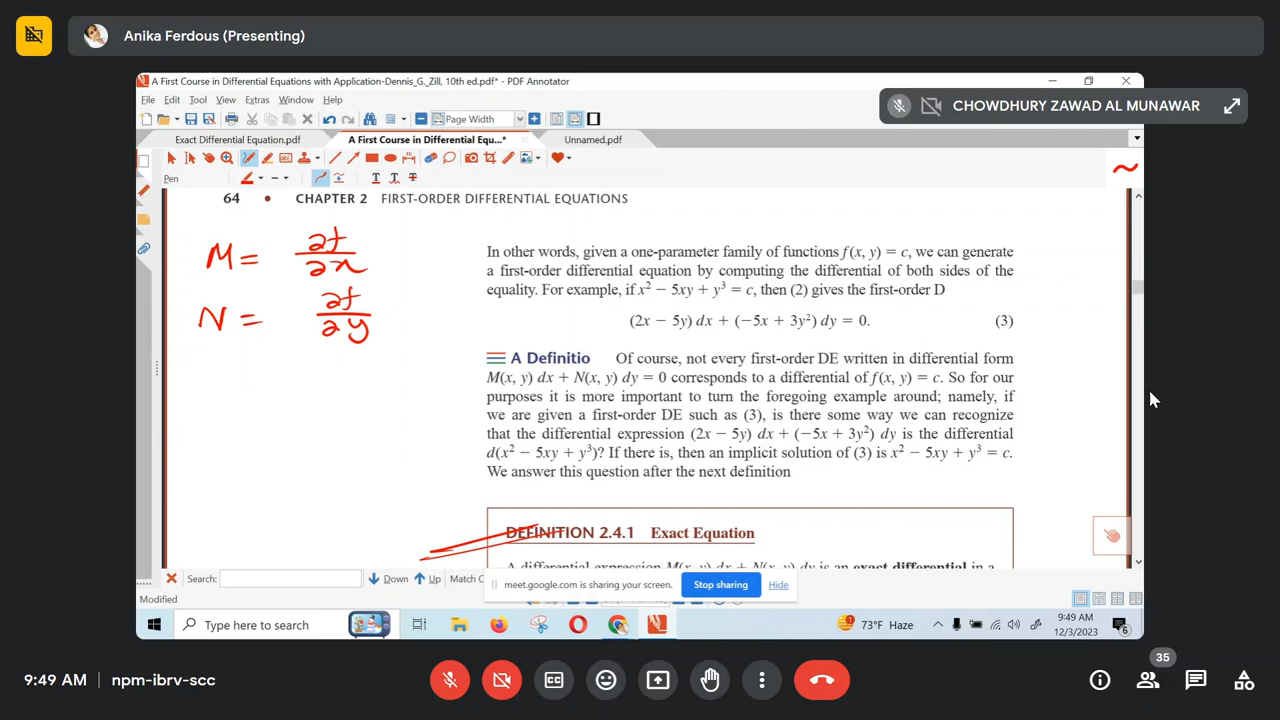 Anika Ferdous (Presenting)
A First Course in Differential Equations with Application-Dennis_G._Zill, 10th ed.pdf* - PDF Annotator
File Edit Tool View Extras Window Help
CHOWDHURY ZAWAD AL MUNAWAR
Page Width
Exact Differential Equation.pdf
A First Course in Differential Equ...*
Unnamed.pdf
Pen
64 • CHAPTER 2 FIRST-ORDER DIFFERENTIAL EQUATIONS
M = ∂f/∂x
N = ∂f/∂y
In other words, given a one-parameter family of functions f(x, y) = c, we can generate
a first-order differential equation by computing the differential of both sides of the
equality. For example, if x² − 5xy + y³ = c, then (2) gives the first-order D
(2x − 5y) dx + (−5x + 3y²) dy = 0. (3)
A Definitio Of course, not every first-order DE written in differential form
M(x, y) dx + N(x, y) dy = 0 corresponds to a differential of f(x, y) = c. So for our
purposes it is more important to turn the foregoing example around; namely, if
we are given a first-order DE such as (3), is there some way we can recognize
that the differential expression (2x − 5y) dx + (−5x + 3y²) dy is the differential
d(x² − 5xy + y³)? If there is, then an implicit solution of (3) is x² − 5xy + y³ = c.
We answer this question after the next definition
DEFINITION 2.4.1 Exact Equation
A differential expression M(x, y) dx + N(x, y) dy is an exact differential in a
Search: Down Up Match C
meet.google.com is sharing your screen. Stop sharing Hide
Modified
Type here to search
73°F Haze
9:49 AM
12/3/2023
6
9:49 AM | npm-ibrv-scc
35